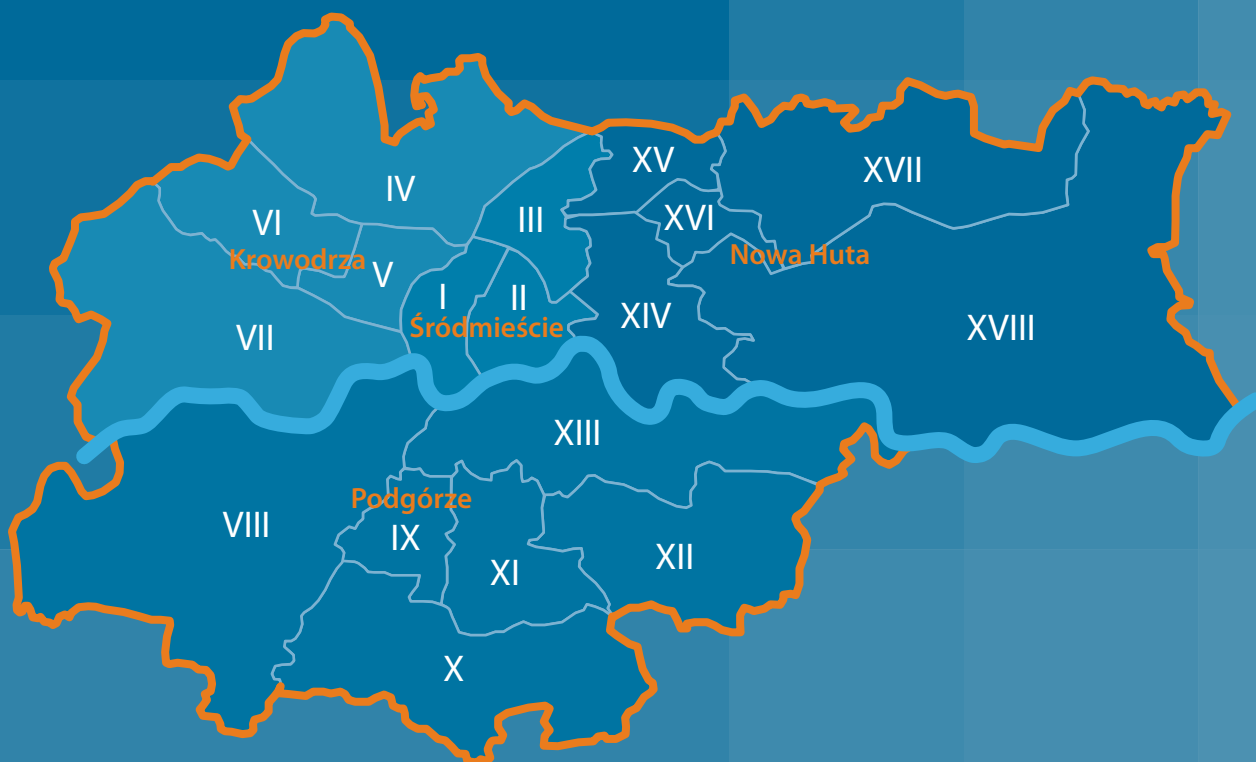 XV
XVII
IV
XVI
III
VI
Nowa Huta
Krowodrza
V
I
II
XIV
Śródmieście
XVIII
VII
XIII
Podgórze
VIII
IX
XII
XI
X